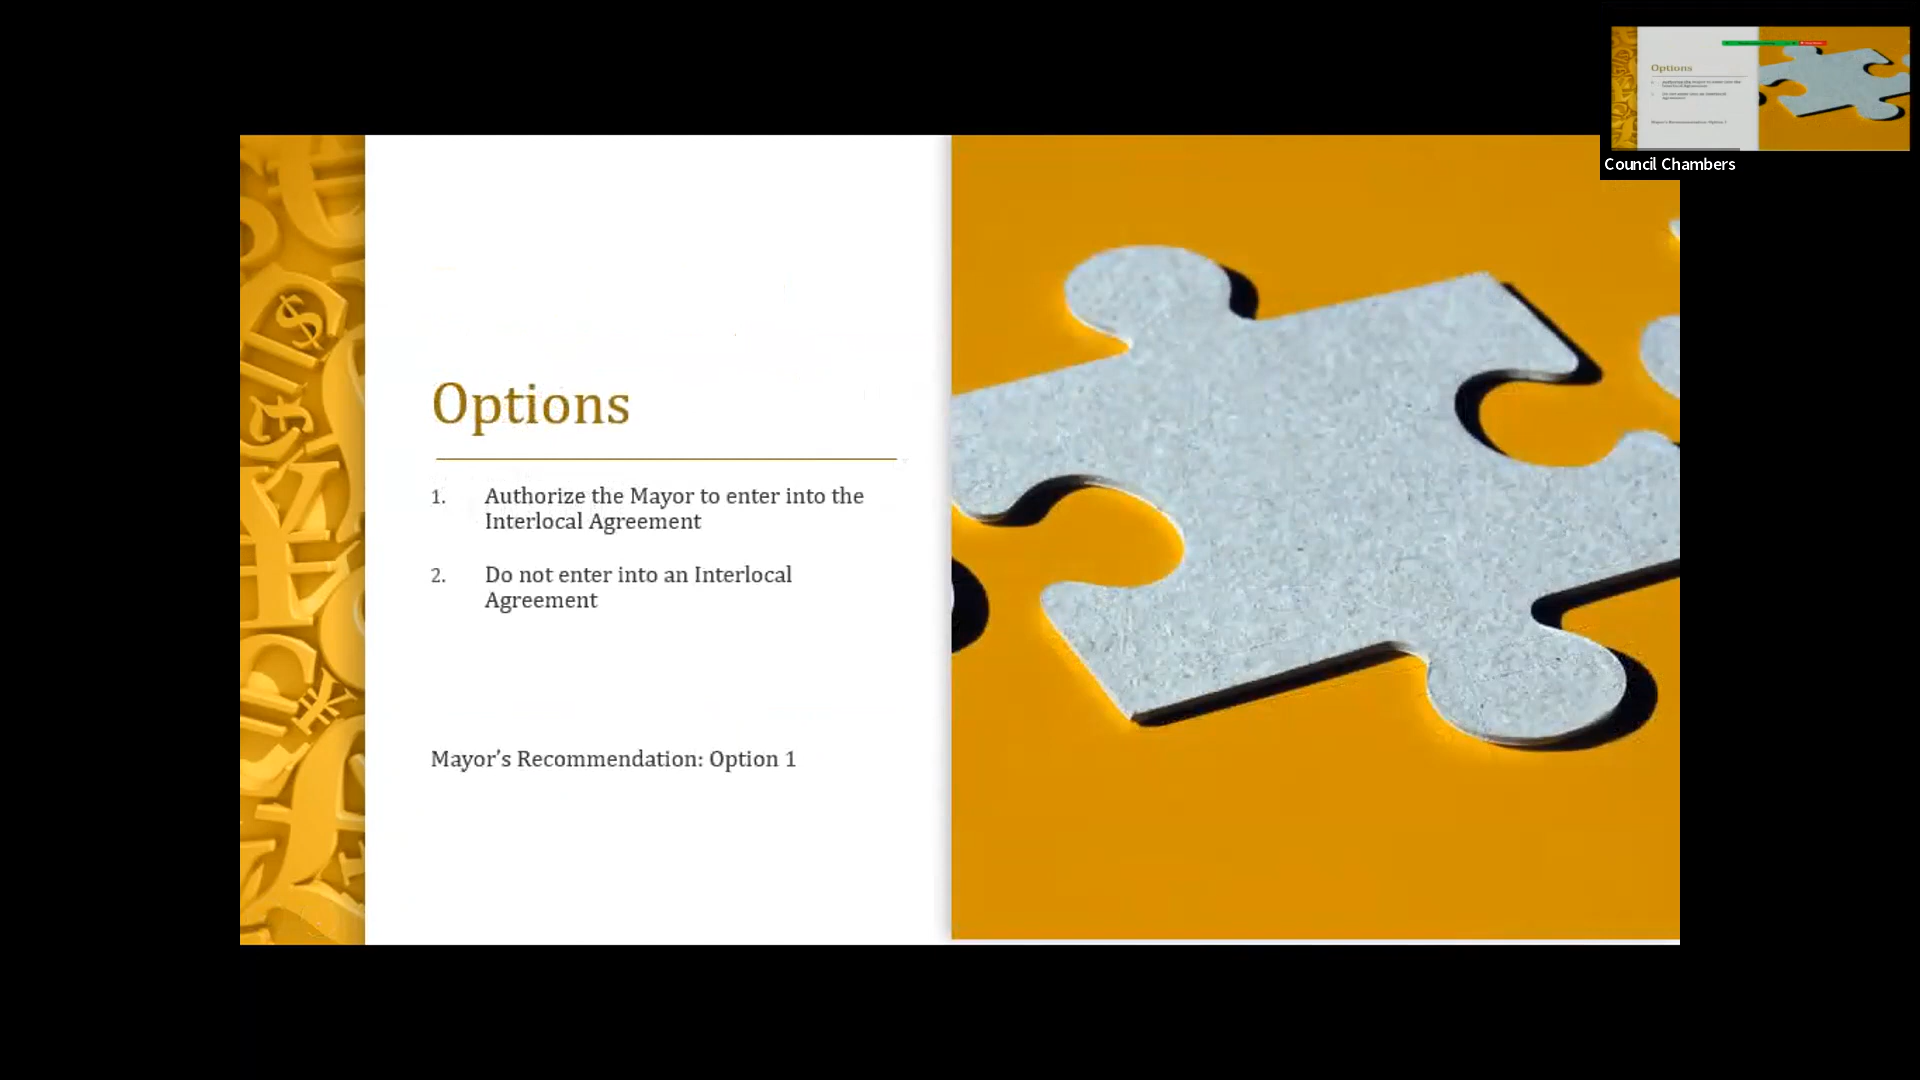 Options
1. Authorize the Mayor to enter into the
Interlocal Agreement
2. Do not enter into an Interlocal
Agreement
Mayor’s Recommendation: Option 1
Options
Council Chambers